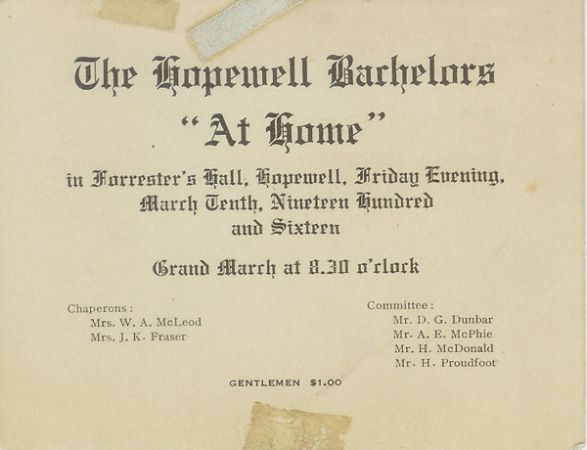 The Hopewell Bachelors
"At Home"
in Forrester's Hall, Hopewell, Friday Evening,
March Tenth, Nineteen Hundred
and Sixteen
Grand March at 8.30 o'clock
Chaperons:
Mrs. W. A. McLeod
Mrs. J. K. Fraser
Committee:
Mr. D. G. Dunbar
Mr. A. E. McPhie
Mr. H. McDonald
Mr. H. Proudfoot
GENTLEMEN $1.00